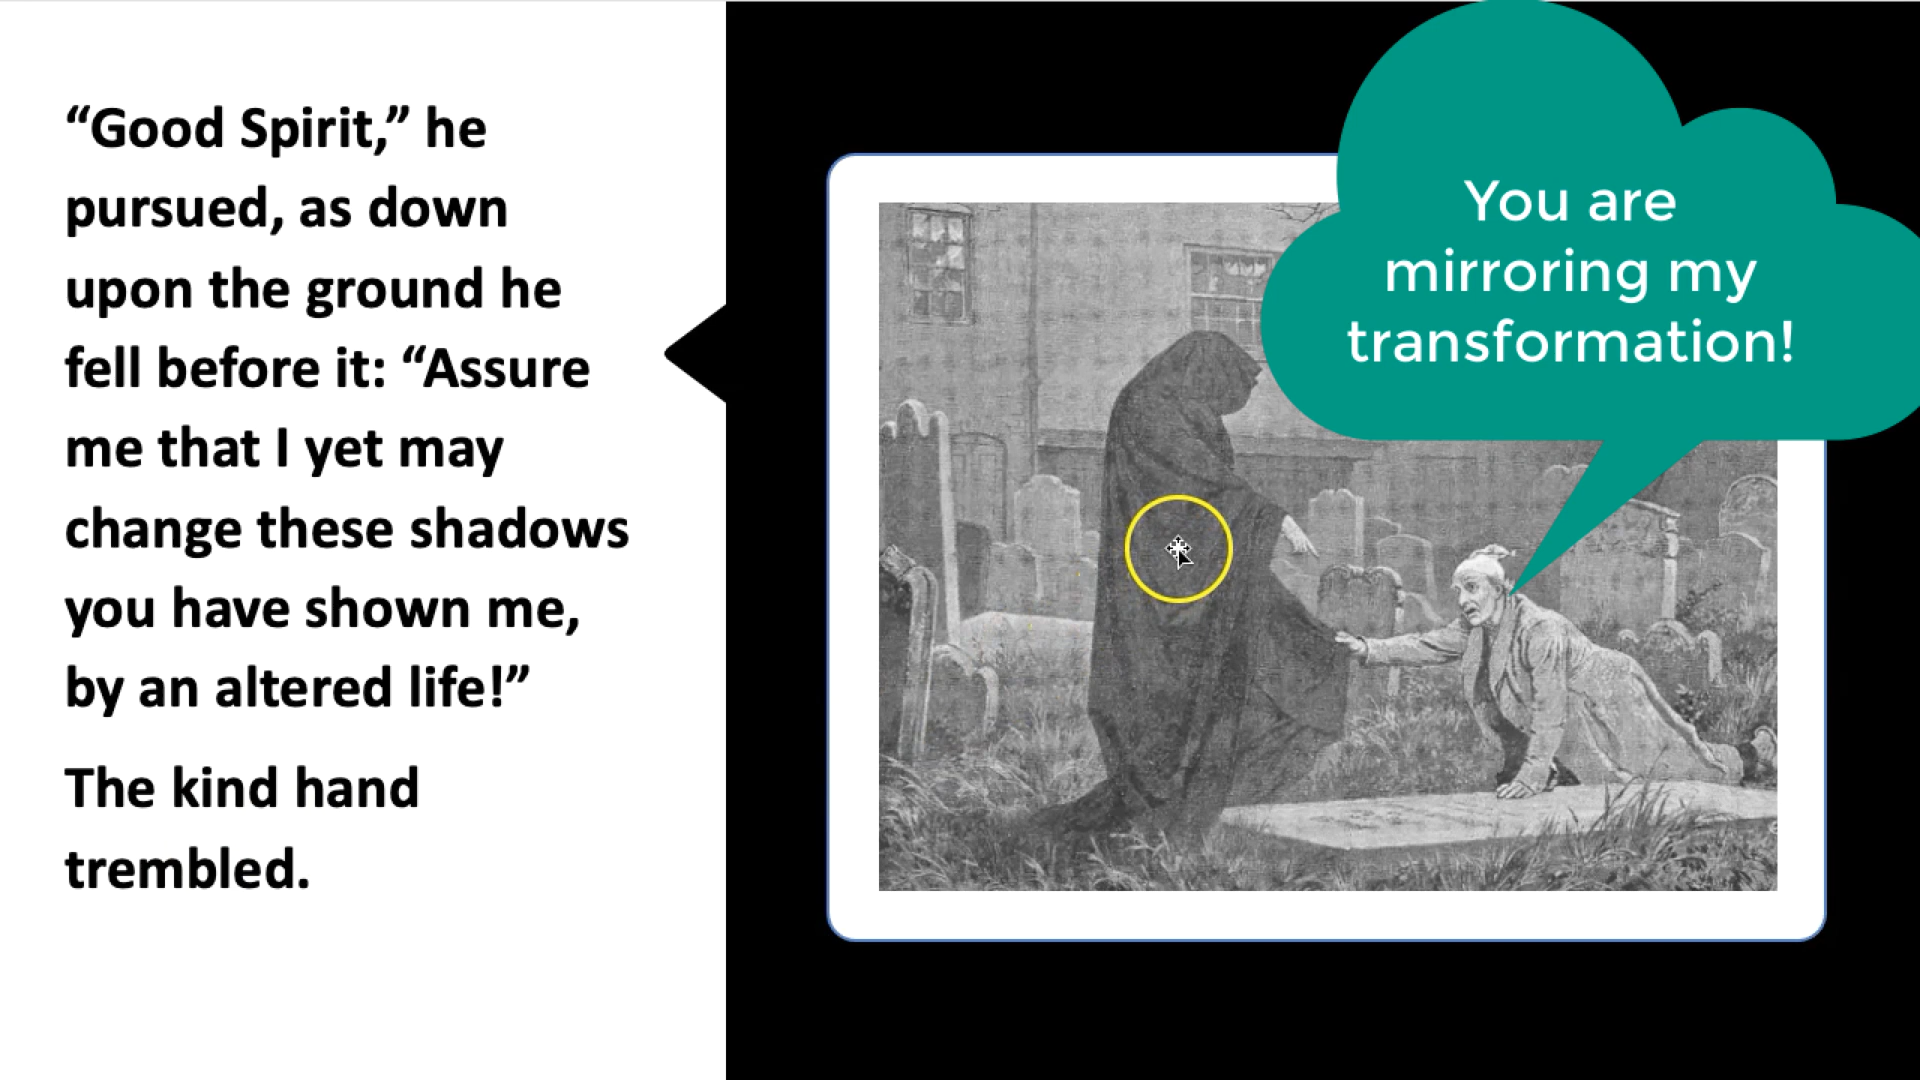 “Good Spirit,” he
pursued, as down
upon the ground he
fell before it: “Assure
me that I yet may
change these shadows
you have shown me,
by an altered life!”
The kind hand
trembled.
You are
mirroring my
transformation!